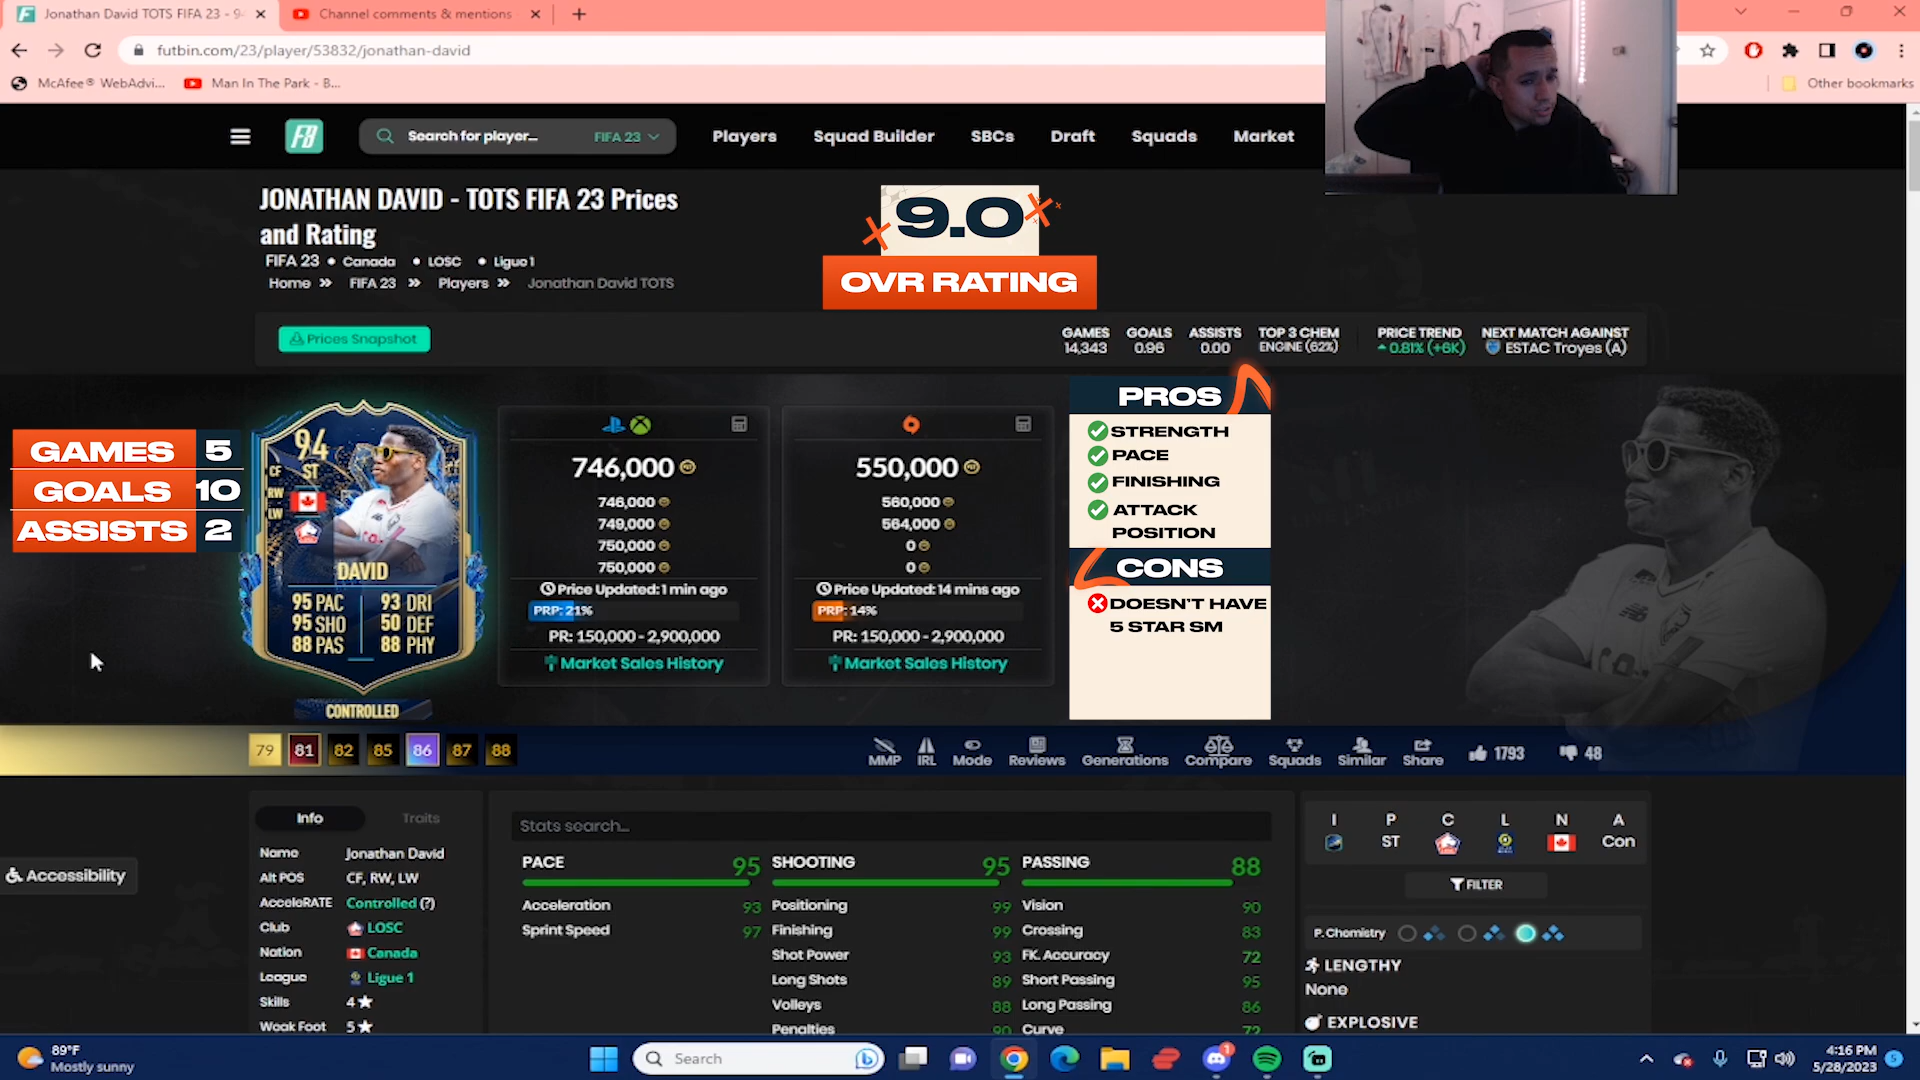 Jonathan David TOTS FIFA 23 - 94
Channel comments & mentions
futbin.com/23/player/53832/jonathan-david
McAfee® WebAdvi...
Man In The Park - B...
Other bookmarks
FB
Search for player...
FIFA 23
Players
Squad Builder
SBCs
Draft
Squads
Market
JONATHAN DAVID - TOTS FIFA 23 Prices
and Rating
FIFA 23 • Canada • LOSC • Ligue 1
Home » FIFA 23 » Players » Jonathan David TOTS
9.0
OVR RATING
Prices Snapshot
GAMES
14,343
GOALS
0.96
ASSISTS
0.00
TOP 3 CHEM
ENGINE (62%)
PRICE TREND
0.81% (+6K)
NEXT MATCH AGAINST
ESTAC Troyes (A)
GAMES 5
GOALS 10
ASSISTS 2
94
ST
CF
RW
LW
DAVID
95 PAC 93 DRI
95 SHO 50 DEF
88 PAS 88 PHY
CONTROLLED
746,000
746,000
749,000
750,000
750,000
Price Updated: 1 min ago
PRP: 21%
PR: 150,000 - 2,900,000
Market Sales History
550,000
560,000
564,000
0
0
Price Updated: 14 mins ago
PRP: 14%
PR: 150,000 - 2,900,000
Market Sales History
PROS
STRENGTH
PACE
FINISHING
ATTACK
POSITION
CONS
DOESN'T HAVE
5 STAR SM
79 81 82 85 86 87 88
MMP
IRL
Mode
Reviews
Generations
Compare
Squads
Similar
Share
1793
48
Info
Traits
Name Jonathan David
Alt POS CF, RW, LW
AcceleRATE Controlled (?)
Club LOSC
Nation Canada
League Ligue 1
Skills 4
Weak Foot 5
Accessibility
Stats search...
PACE 95
Acceleration 93
Sprint Speed 97
SHOOTING 95
Positioning 99
Finishing 99
Shot Power 93
Long Shots 89
Volleys 88
Penalties 90
PASSING 88
Vision 90
Crossing 83
FK. Accuracy 72
Short Passing 95
Long Passing 86
Curve 72
I P C L N A
ST Con
FILTER
P. Chemistry
LENGTHY
None
EXPLOSIVE
89°F
Mostly sunny
Search
1
4:16 PM
5/28/2023
5